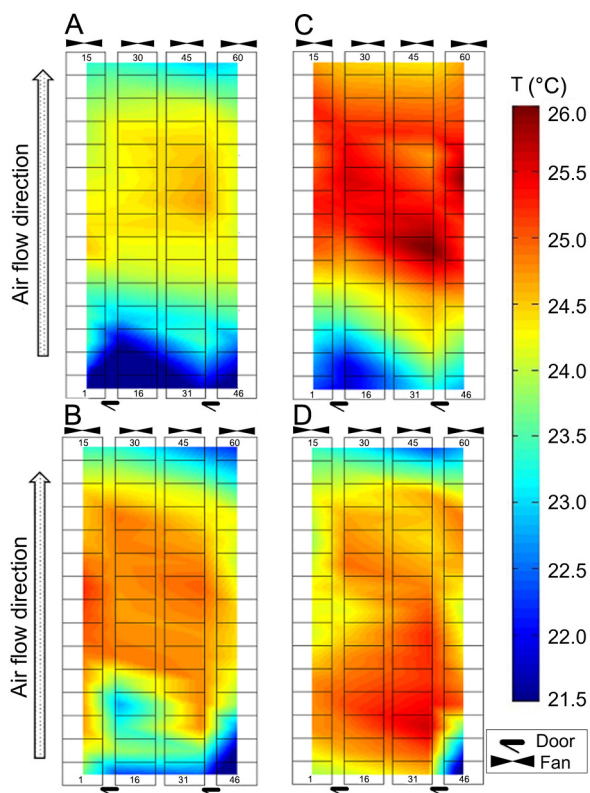 A
C
15 30 45 60
15 30 45 60
T (°C)
26.0
25.5
25.0
24.5
24.0
23.5
23.0
22.5
22.0
21.5
Air flow direction
1 16 31 46
1 16 31 46
B
D
15 30 45 60
15 30 45 60
Air flow direction
1 16 31 46
1 16 31 46
Door
Fan